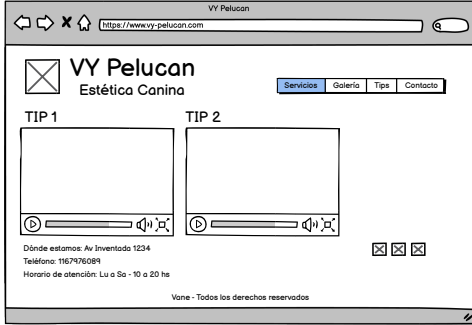 VY Pelucan
https://www.vy-pelucan.com
VY Pelucan
Estética Canina
Servicios Galería Tips Contacto
TIP 1 TIP 2
Dónde estamos: Av Inventada 1234
Teléfono: 1167976089
Horario de atención: Lu a Sa - 10 a 20 hs
Vane - Todos los derechos reservados